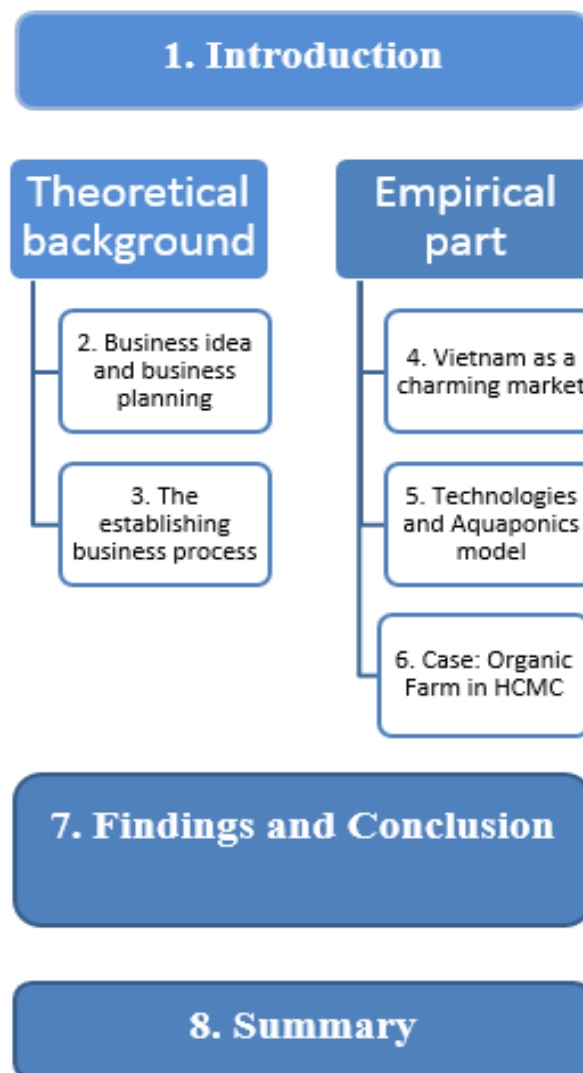 1. Introduction
Theoretical
background
2. Business idea
and business
planning
3. The
establishing
business process
Empirical
part
4. Vietnam as a
charming market
5. Technologies
and Aquaponics
model
6. Case: Organic
Farm in HCMC
7. Findings and Conclusion
8. Summary